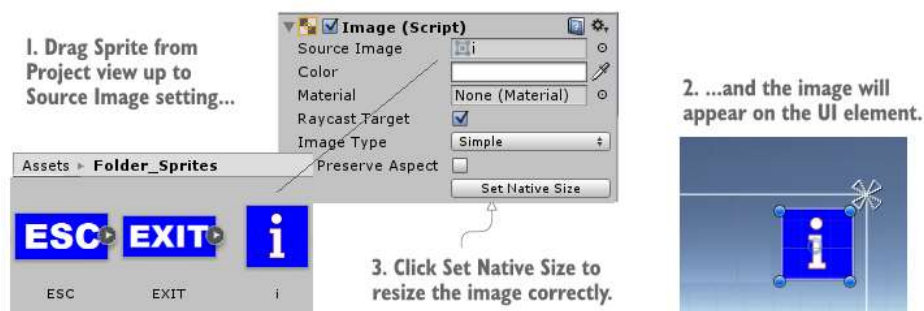 1. Drag Sprite from
Project view up to
Source Image setting...
Image (Script)
Source Image
i
Color
Material
None (Material)
Raycast Target
Image Type
Simple
Preserve Aspect
Set Native Size
Assets
Folder_Sprites
ESC
EXIT
i
ESC
EXIT
i
3. Click Set Native Size to
resize the image correctly.
2. ...and the image will
appear on the UI element.
i